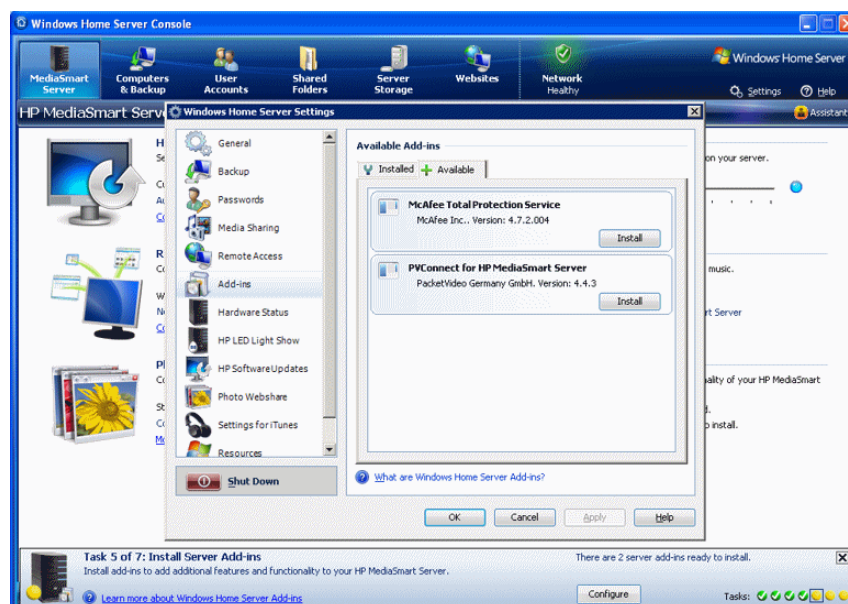 Windows Home Server Console
MediaSmart Server
Computers & Backup
User Accounts
Shared Folders
Server Storage
Websites
Network
Healthy
Windows Home Server
Settings
Help
HP MediaSmart Serv
Assistant
Windows Home Server Settings
General
Backup
Passwords
Media Sharing
Remote Access
Add-ins
Hardware Status
HP LED Light Show
HP Software Updates
Photo Webshare
Settings for iTunes
Resources
Shut Down
Available Add-ins
Installed
Available
McAfee Total Protection Service
McAfee Inc.. Version: 4.7.2.004
Install
PVConnect for HP MediaSmart Server
PacketVideo Germany GmbH. Version: 4.4.3
Install
What are Windows Home Server Add-ins?
OK
Cancel
Apply
Help
on your server.
music.
rt Server
ality of your HP MediaSmart
o install.
Task 5 of 7: Install Server Add-ins
Install add-ins to add additional features and functionality to your HP MediaSmart Server.
Learn more about Windows Home Server Add-ins
There are 2 server add-ins ready to install.
Configure
Tasks: